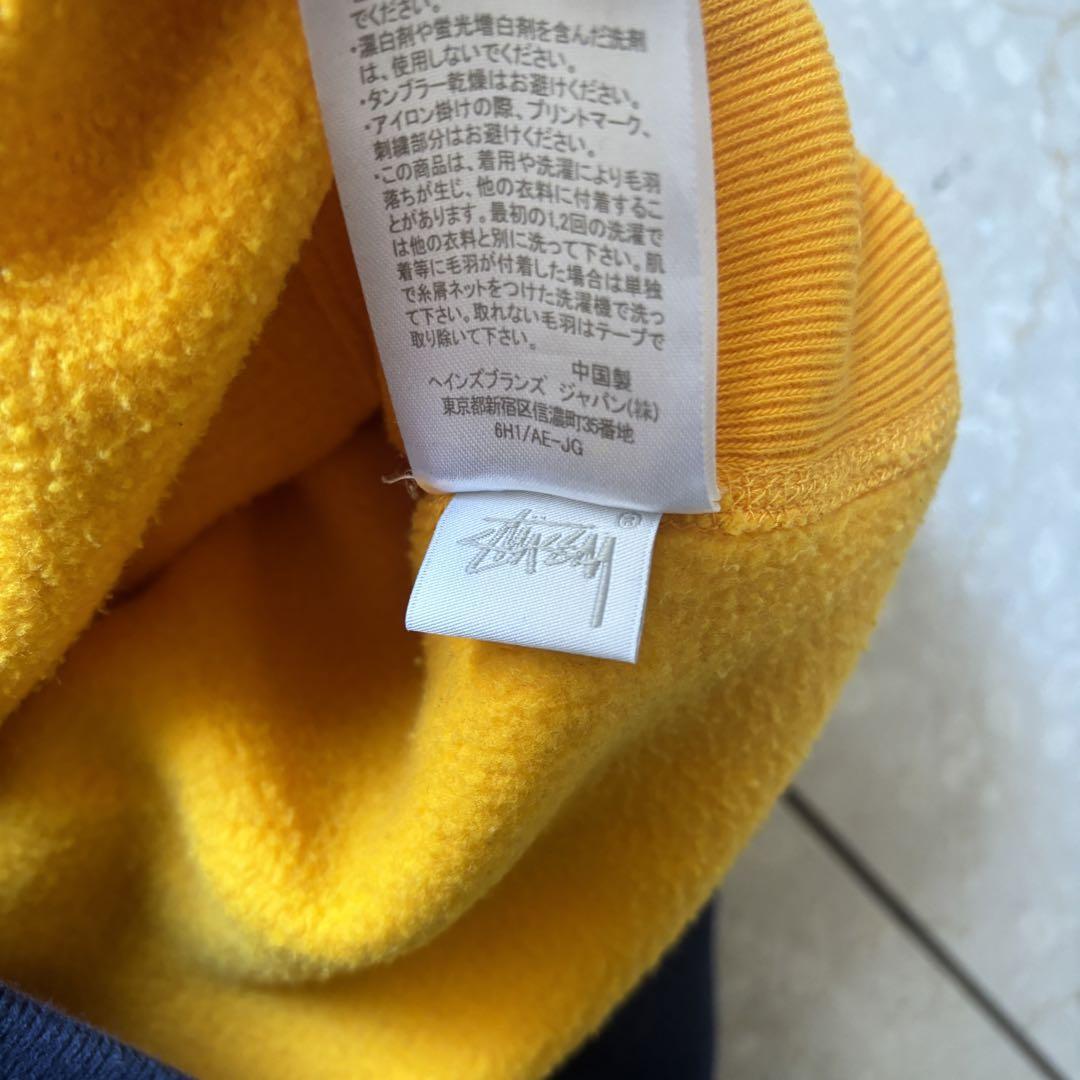 でください。
・漂白剤や蛍光増白剤を含んだ洗剤
は、使用しないでください。
・タンブラー乾燥はお避けください。
・アイロン掛けの際、プリントマーク、
刺繍部分はお避けください。
・この商品は、着用や洗濯により毛羽
落ちが生じ、他の衣料に付着するこ
とがあります。最初の1,2回の洗濯で
は他の衣料と別に洗って下さい。肌
着等に毛羽が付着した場合は単独
で糸屑ネットをつけた洗濯機で洗っ
て下さい。取れない毛羽はテープで
取り除いて下さい。
中国製
ヘインズブランズ ジャパン(株)
東京都新宿区信濃町35番地
6H1/AE-JG
STÜSSY ®